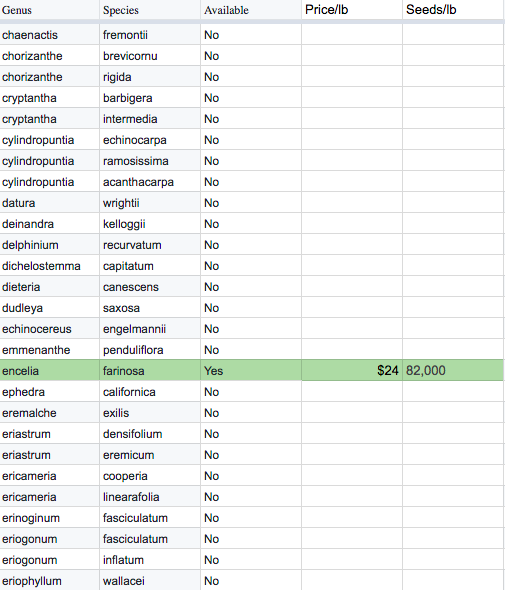 Genus Species Available Price/lb Seeds/lb
chaenactis fremontii No
chorizanthe brevicornu No
chorizanthe rigida No
cryptantha barbigera No
cryptantha intermedia No
cylindropuntia echinocarpa No
cylindropuntia ramosissima No
cylindropuntia acanthacarpa No
datura wrightii No
deinandra kelloggii No
delphinium recurvatum No
dichelostemma capitatum No
dieteria canescens No
dudleya saxosa No
echinocereus engelmannii No
emmenanthe penduliflora No
encelia farinosa Yes $24 82,000
ephedra californica No
eremalche exilis No
eriastrum densifolium No
eriastrum eremicum No
ericameria cooperia No
ericameria linearafolia No
erinoginum fasciculatum No
eriogonum fasciculatum No
eriogonum inflatum No
eriophyllum wallacei No